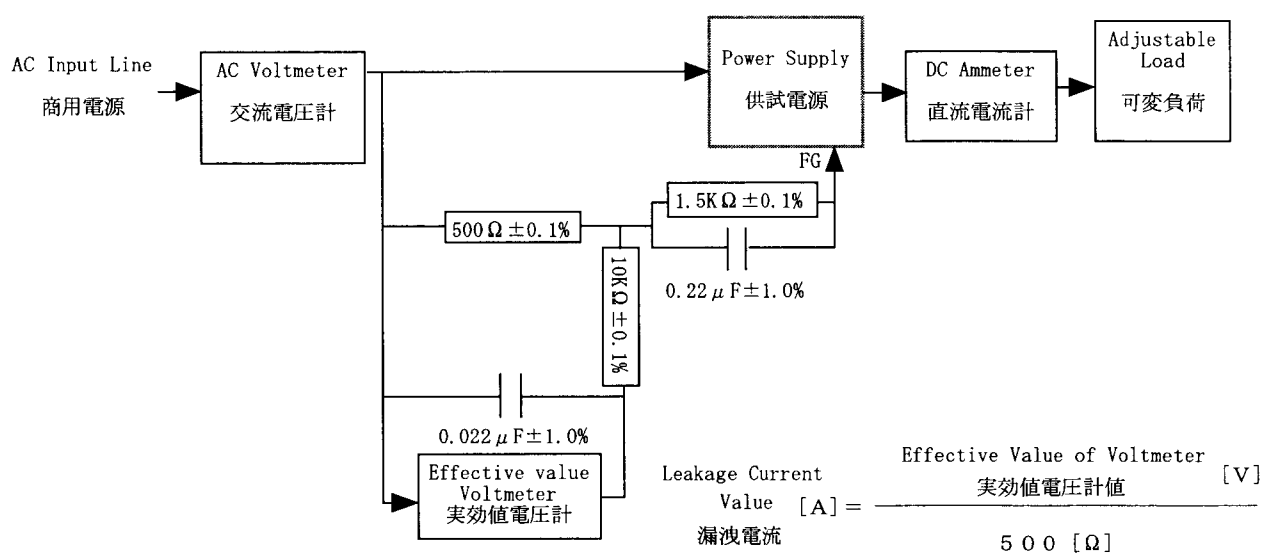 AC Input Line
商用電源
AC Voltmeter
交流電圧計
Power Supply
供試電源
DC Ammeter
直流電流計
Adjustable
Load
可変負荷
FG
1.5KΩ±0.1%
500Ω±0.1%
10KΩ±0.1%
0.22μF±1.0%
0.022μF±1.0%
Effective value
Voltmeter
実効値電圧計
Leakage Current
Value [A]=
漏洩電流
Effective Value of Voltmeter
実効値電圧計値
[V]
500[Ω]